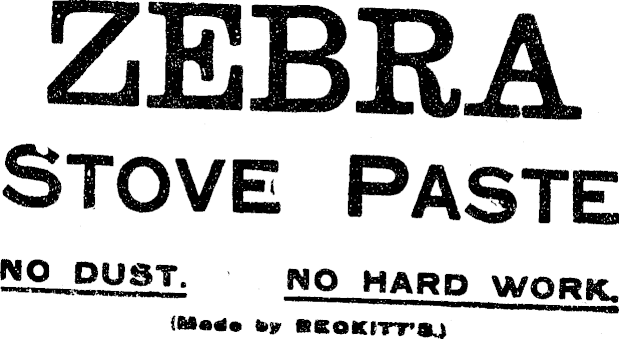 ZEBRA
STOVE PASTE
NO DUST. NO HARD WORK.
(Made by RECKITT'S.)